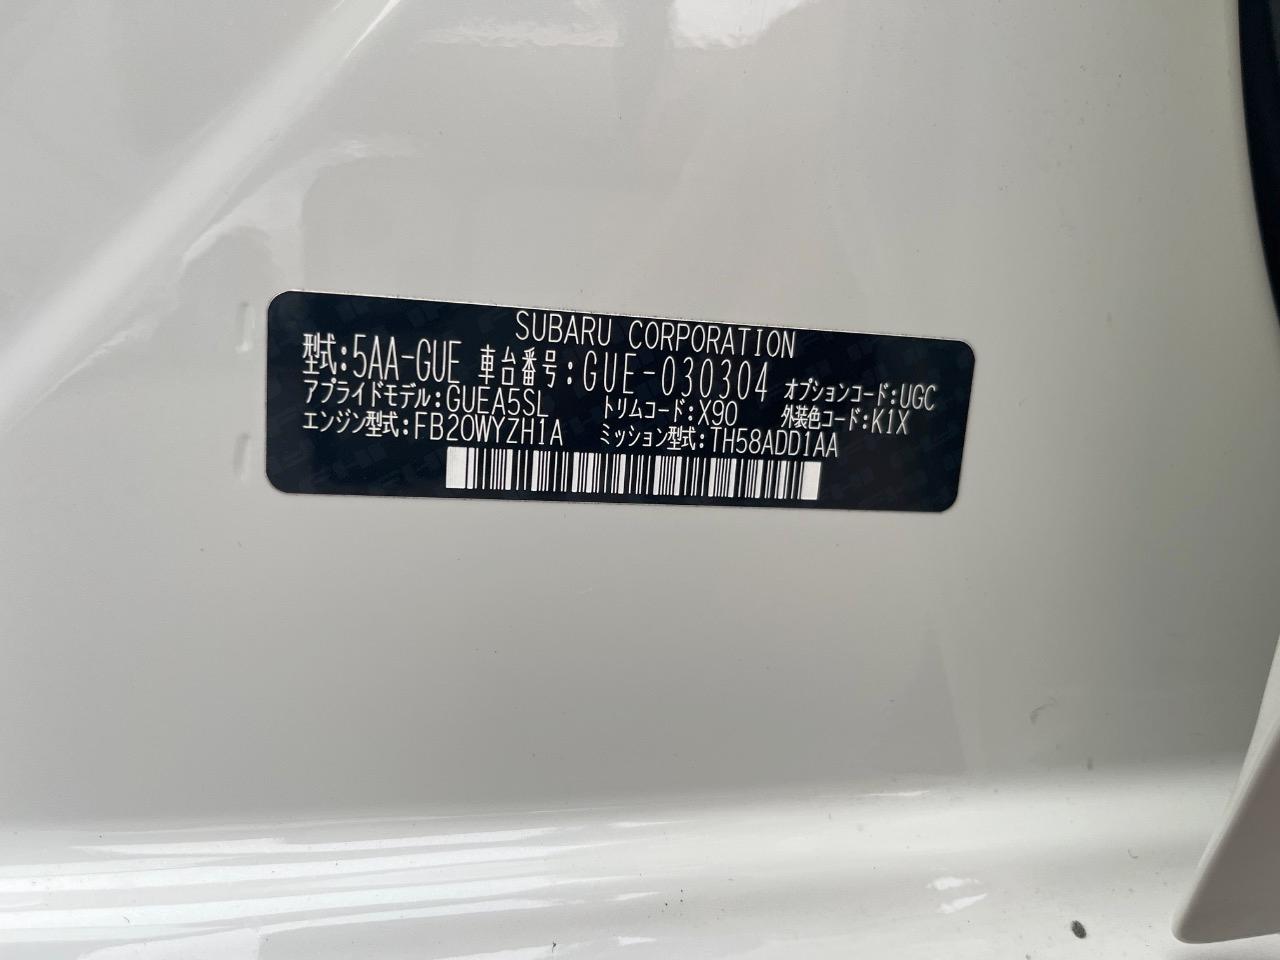 SUBARU CORPORATION
型式:5AA-GUE 車台番号:GUE-030304 オプションコード:UGC
アプライドモデル:GUEA5SL トリムコード:X90 外装色コード:K1X
エンジン型式:FB20WYZH1A ミッション型式:TH58ADD1AA